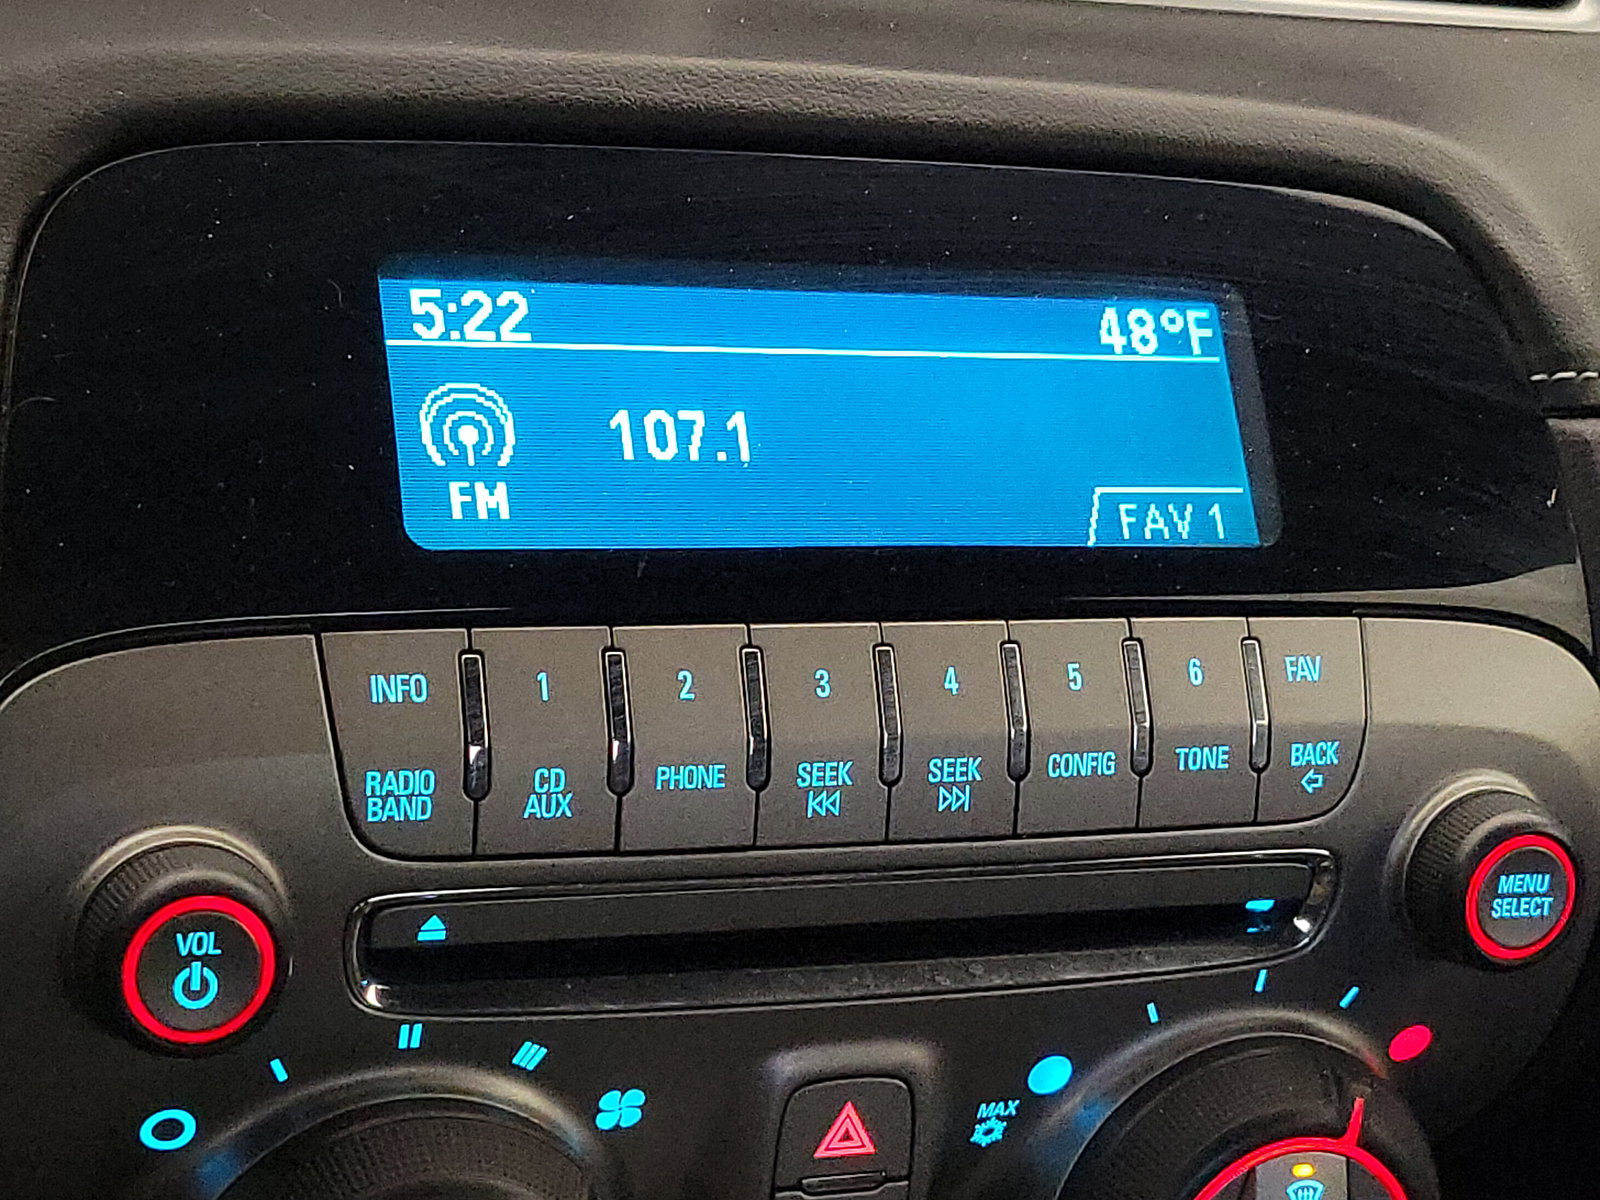 5:22 48°F
107.1
FM
FAV 1
INFO 1 2 3 4 5 6 FAV
RADIO BAND
CD AUX
PHONE
SEEK
SEEK
CONFIG
TONE
BACK
VOL
MENU
SELECT
MAX